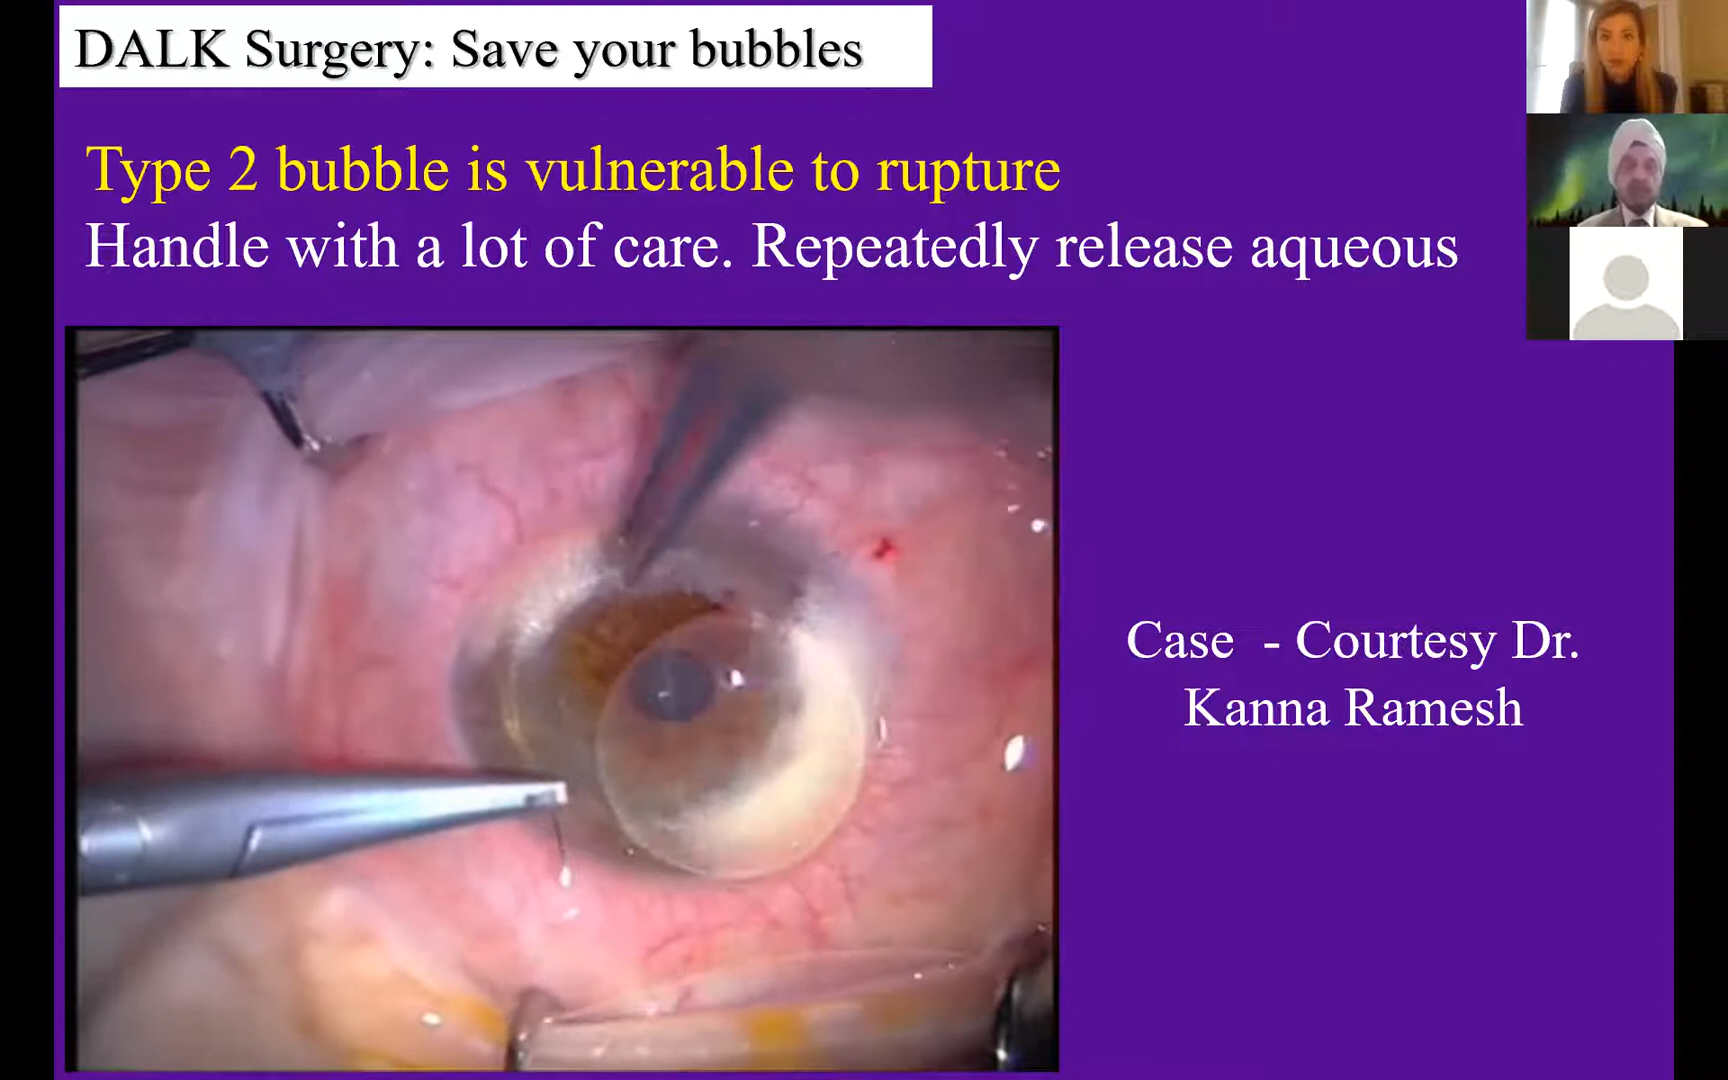 DALK Surgery: Save your bubbles
Type 2 bubble is vulnerable to rupture
Handle with a lot of care. Repeatedly release aqueous
Case - Courtesy Dr.
Kanna Ramesh